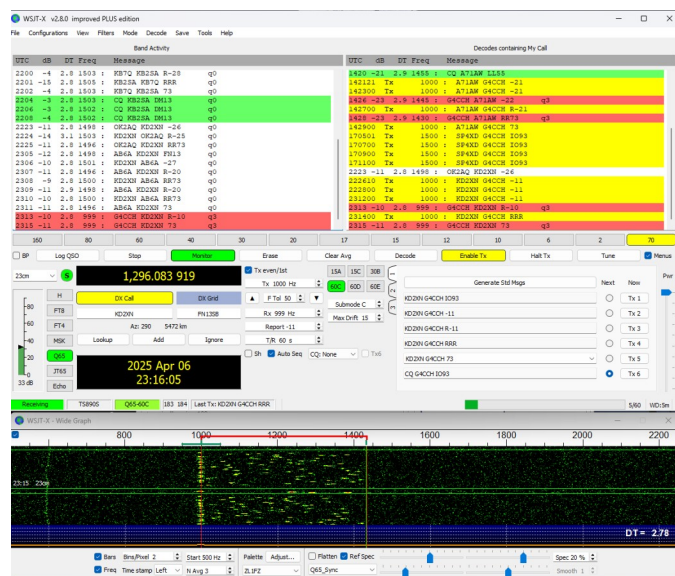 WSJT-X v2.8.0 improved PLUS edition
File Configurations View Filters Mode Decode Save Tools Help
Band Activity
UTC dB DT Freq Message
2200 -4 2.8 1503 : KB7Q KB2SA R-28 q0
2201 -15 2.8 1505 : KB2SA KB7Q RRR q0
2202 -4 2.8 1503 : KB7Q KB2SA 73 q0
2204 -3 2.8 1503 : CQ KB2SA DM13 q0
2206 -3 2.8 1502 : CQ KB2SA DM13 q0
2208 -4 2.8 1502 : CQ KB2SA DM13 q0
2223 -11 2.8 1498 : OK2AQ KD2XN -26 q0
2224 -14 3.1 1503 : KD2XN OK2AQ R-25 q0
2225 -11 2.8 1496 : OK2AQ KD2XN RR73 q0
2305 -12 2.8 1498 : AB6A KD2XN FN13 q0
2306 -10 2.8 1501 : KD2XN AB6A -27 q0
2307 -11 2.8 1496 : AB6A KD2XN R-20 q0
2308 -9 2.8 1500 : KD2XN AB6A RR73 q0
2309 -11 2.9 1498 : AB6A KD2XN R-20 q0
2310 -10 2.8 1500 : KD2XN AB6A RR73 q0
2311 -11 2.8 1496 : AB6A KD2XN 73 q0
2313 -10 2.8 999 : G4CCH KD2XN R-10 q3
2315 -11 2.8 999 : G4CCH KD2XN 73 q3
Decodes containing My Call
UTC dB DT Freq Message
1420 -21 2.9 1455 : CQ A71AW LL55
142121 Tx 1000 : A71AW G4CCH -21
142300 Tx 1000 : A71AW G4CCH -21
1426 -23 2.9 1445 : G4CCH A71AW -22 q3
142700 Tx 1000 : A71AW G4CCH R-21
1428 -23 2.9 1430 : G4CCH A71AW RR73 q3
142900 Tx 1000 : A71AW G4CCH 73
170501 Tx 1000 : SP4XD G4CCH IO93
170700 Tx 1000 : SP4XD G4CCH IO93
170900 Tx 1000 : SP4XD G4CCH IO93
171100 Tx 1000 : SP4XD G4CCH IO93
2223 -11 2.8 1498 : OK2AQ KD2XN -26
222610 Tx 1000 : KD2XN G4CCH -11
222800 Tx 1000 : KD2XN G4CCH -11
231200 Tx 1000 : KD2XN G4CCH -11
2313 -10 2.8 999 : G4CCH KD2XN R-10 q3
231400 Tx 1000 : KD2XN G4CCH RRR
2315 -11 2.8 999 : G4CCH KD2XN 73 q3
160 80 60 40 30 20 17 15 12 10 6 2 70
BP Log QSO Stop Monitor Erase Clear Avg Decode Enable Tx Halt Tx Tune Menus
23cm S 1,296.083 919 Tx even/1st 15A 15C 30B 1 Generate Std Msgs Next Now Pwr
Tx 1000 Hz 60C 60D 60E 2
H DX Call DX Grid F Tol 50 Submode C 3 KD2XN G4CCH IO93 Tx 1
FT8 KD2XN FN13SB Rx 999 Hz Max Drift 15 KD2XN G4CCH -11 Tx 2
FT4 Az: 290 5472 km Report -11 KD2XN G4CCH R-11 Tx 3
MSK Lookup Add Ignore T/R 60 s KD2XN G4CCH RRR Tx 4
Q65 Sh Auto Seq CQ: None Tx6 KD2XN G4CCH 73 Tx 5
JT65 2025 Apr 06 CQ G4CCH IO93 Tx 6
Echo 23:16:05
80
60
40
20
0
33 dB
Receiving TS890S Q65-60C 183 184 Last Tx: KD2XN G4CCH RRR 5/60 WD:5m
WSJT-X - Wide Graph
800 1000 1200 1400 1600 1800 2000 2200
23:15 23cm
DT = 2.78
Bars Bins/Pixel 2 Start 500 Hz Palette Adjust... Flatten Ref Spec Spec 20 %
Freq Time stamp Left N Avg 3 ZL1FZ Q65_Sync Smooth 1